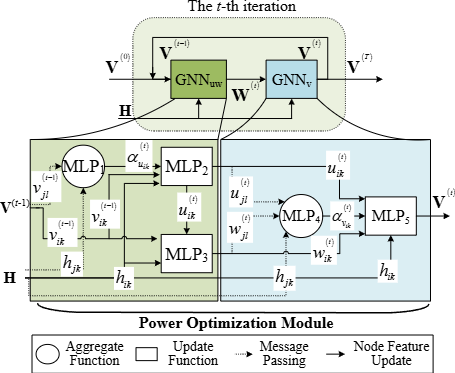 The t-th iteration
V^(0) V^(t-1) V^(t) V^(T)
GNN_uw W^(t) GNN_v
H
MLP_1 α_{u_ik}^(t) MLP_2 u_ik^(t)
v_jl^(t-1) u_jl^(t)
V^(t-1) v_ik^(t-1) u_ik^(t) MLP_4 α_{v_ik}^(t) MLP_5 V^(t)
v_ik^(t-1) MLP_3 w_jl^(t) w_ik^(t)
h_jk h_jk h_ik
H h_ik
Power Optimization Module
Aggregate Function
Update Function
Message Passing
Node Feature Update